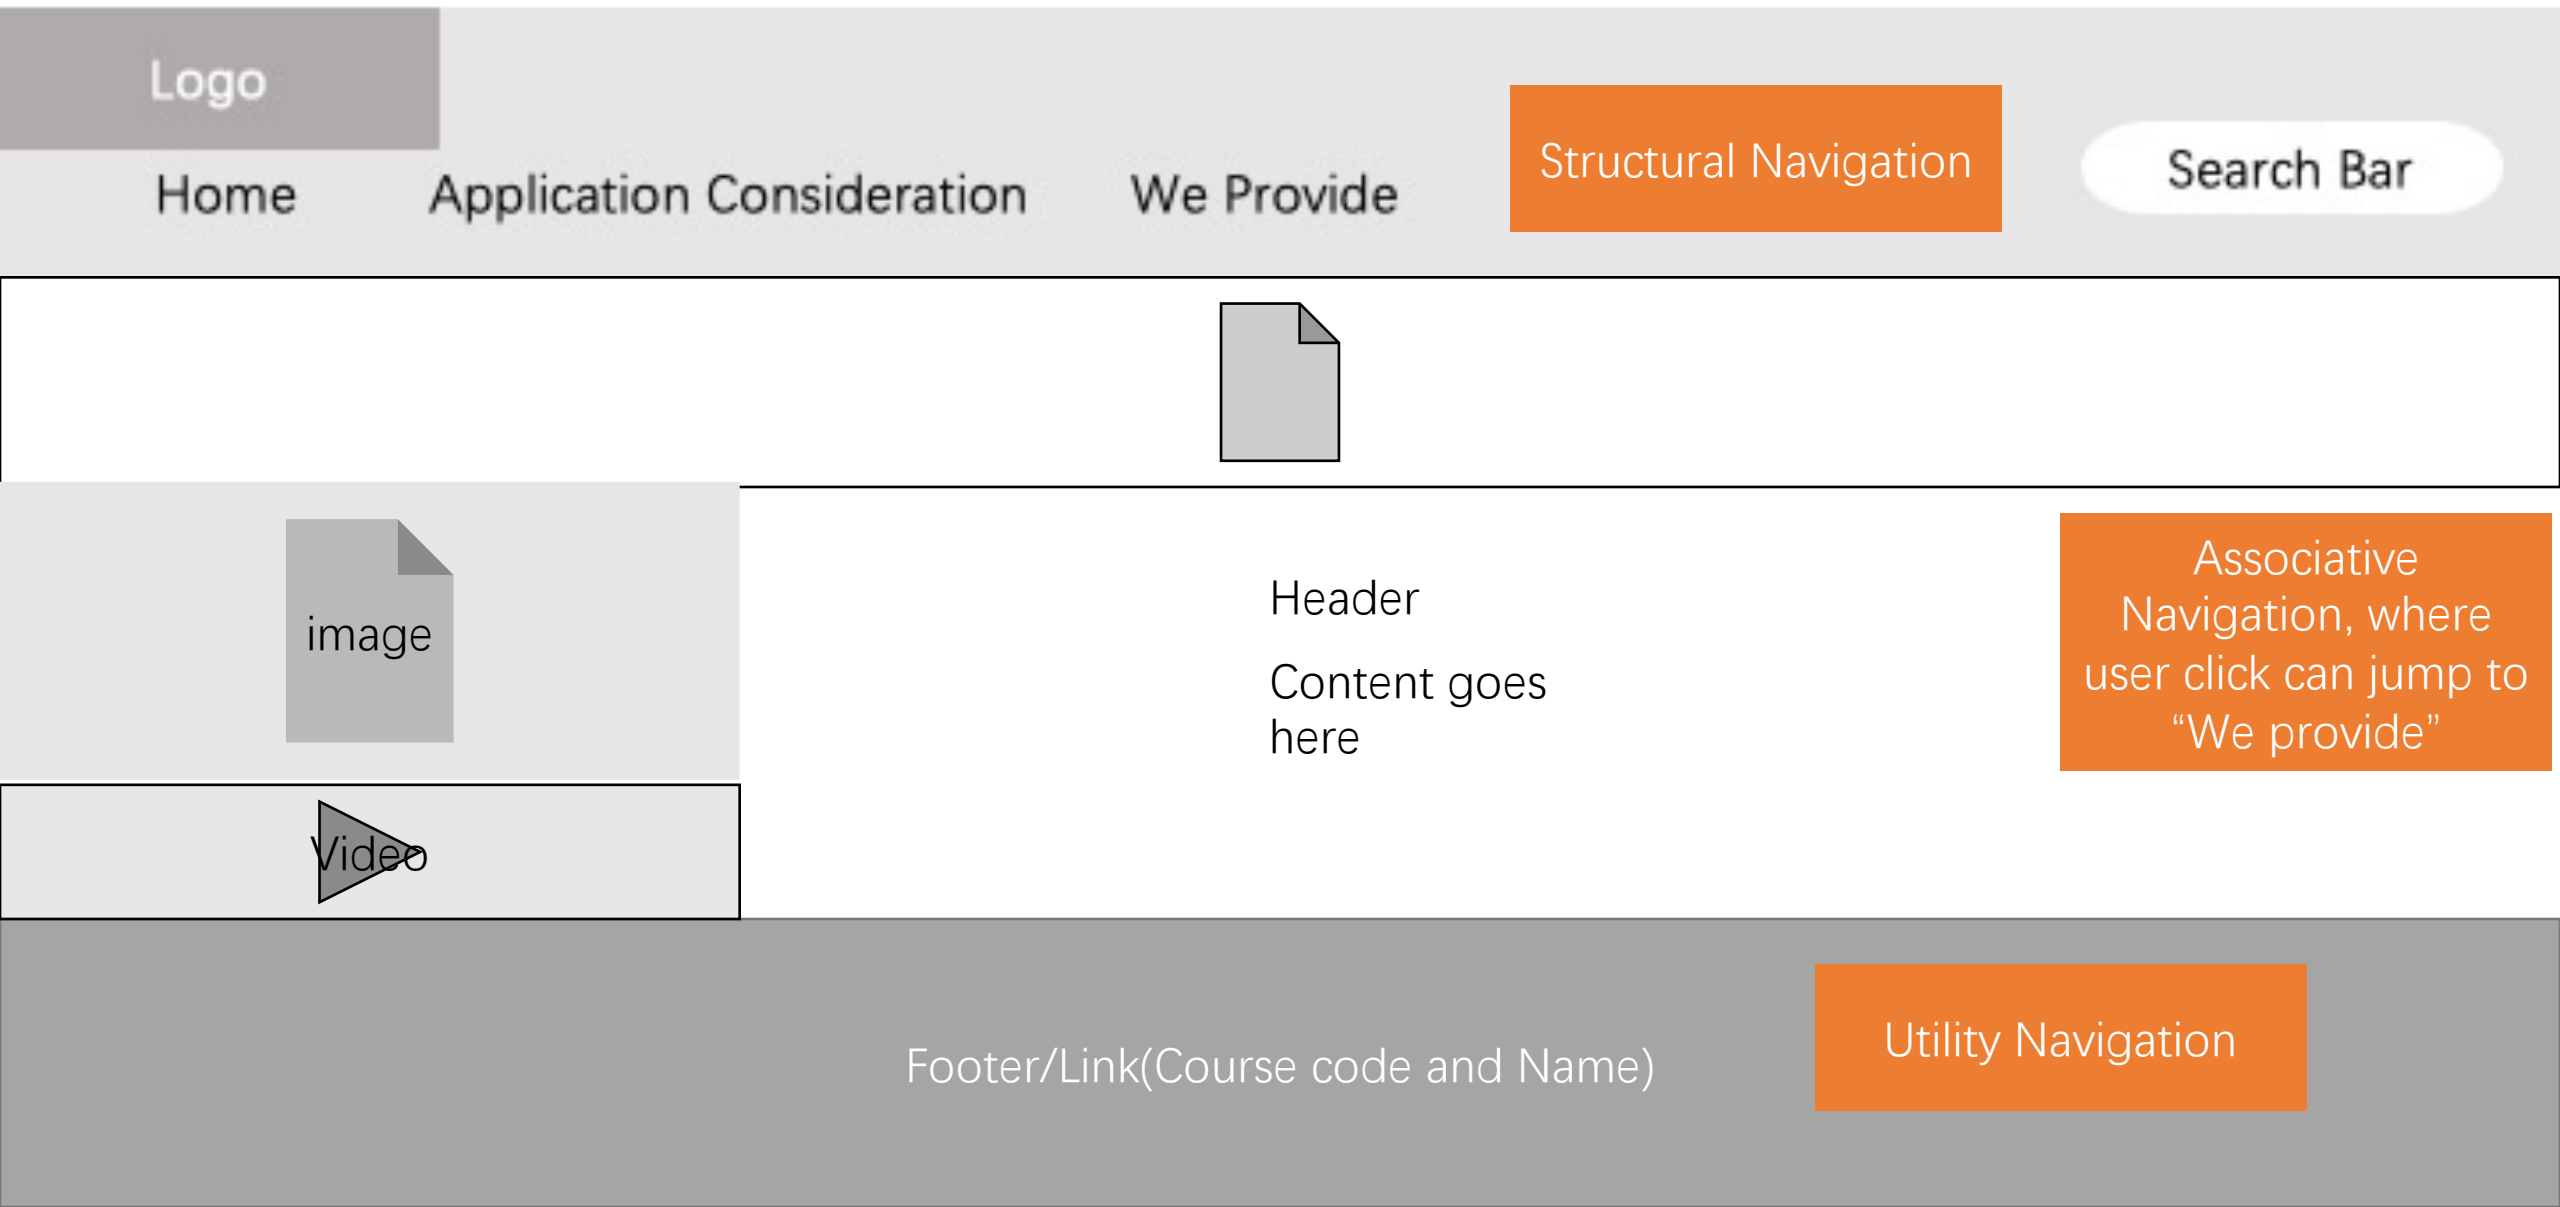 Logo
Home
Application Consideration
We Provide
Structural Navigation
Search Bar
image
Header
Content goes
here
Associative
Navigation, where
user click can jump to
“We provide”
Video
Footer/Link(Course code and Name)
Utility Navigation